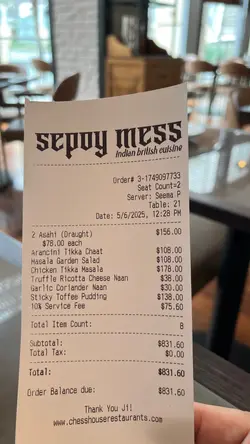 sepoy mess
Indian british cuisine
Order# 3-1749097733
Seat Count=2
Server: Seema P
Table: 21
Date: 5/6/2025, 12:28 PM
2 Asahi (Draught) $156.00
$78.00 each
Arancini Tikka Chaat $108.00
Masala Garden Salad $108.00
Chicken Tikka Masala $178.00
Truffle Ricotta Cheese Naan $38.00
Garlic Coriander Naan $30.00
Sticky Toffee Pudding $138.00
10% Service Fee $75.60
Total Item Count: 8
Subtotal: $831.60
Total Tax: $0.00
Total: $831.60
Order Balance due: $831.60
Thank You J1!
www.chesshouserestaurants.com